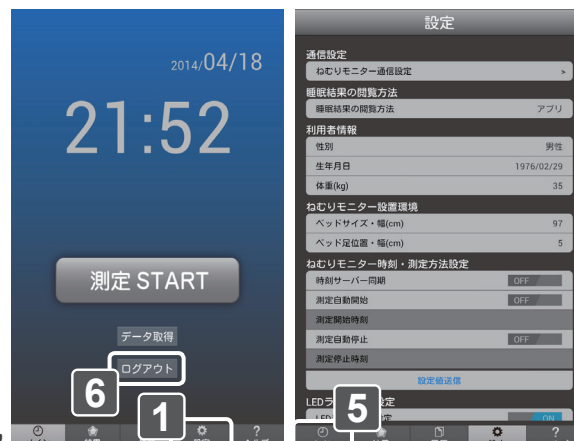 2014/04/18
21:52
測定 START
データ取得
ログアウト
6
1
設定
通信設定
ねむりモニター通信設定 >
睡眠結果の閲覧方法
睡眠結果の閲覧方法 アプリ
利用者情報
性別 男性
生年月日 1976/02/29
体重(kg) 35
ねむりモニター設置環境
ベッドサイズ・幅(cm) 97
ベッド足位置・幅(cm) 5
ねむりモニター時刻・測定方法設定
時刻サーバー同期 OFF
測定自動開始 OFF
測定開始時刻
測定自動停止 OFF
測定停止時刻
設定値送信
ON
5
?